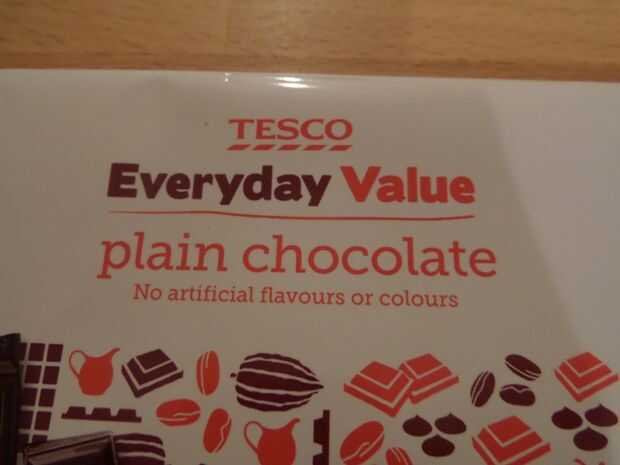 TESCO
Everyday Value
plain chocolate
No artificial flavours or colours